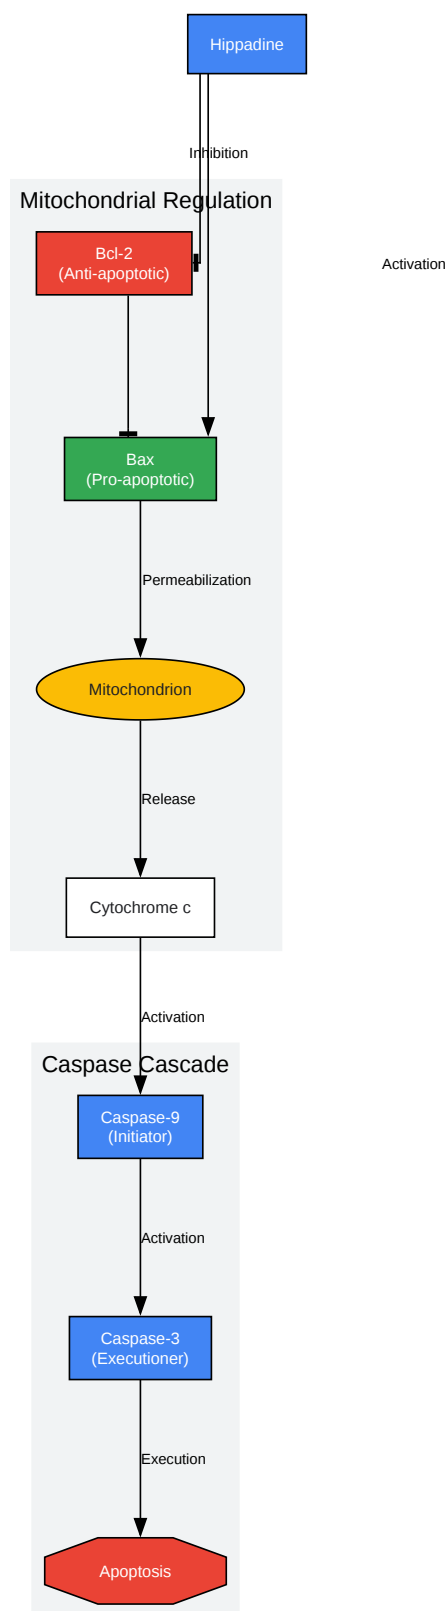 Hippadine
Inhibition
Mitochondrial Regulation
Bcl-2
(Anti-apoptotic)
Activation
Bax
(Pro-apoptotic)
Permeabilization
Mitochondrion
Release
Cytochrome c
Activation
Caspase Cascade
Caspase-9
(Initiator)
Activation
Caspase-3
(Executioner)
Execution
Apoptosis